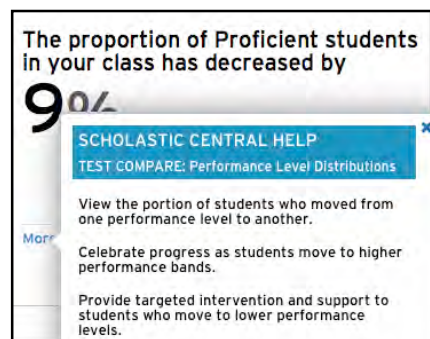 The proportion of Proficient students
in your class has decreased by
9%
SCHOLASTIC CENTRAL HELP
TEST COMPARE: Performance Level Distributions
View the portion of students who moved from
one performance level to another.
More
Celebrate progress as students move to higher
performance bands.
Provide targeted intervention and support to
students who move to lower performance
levels.